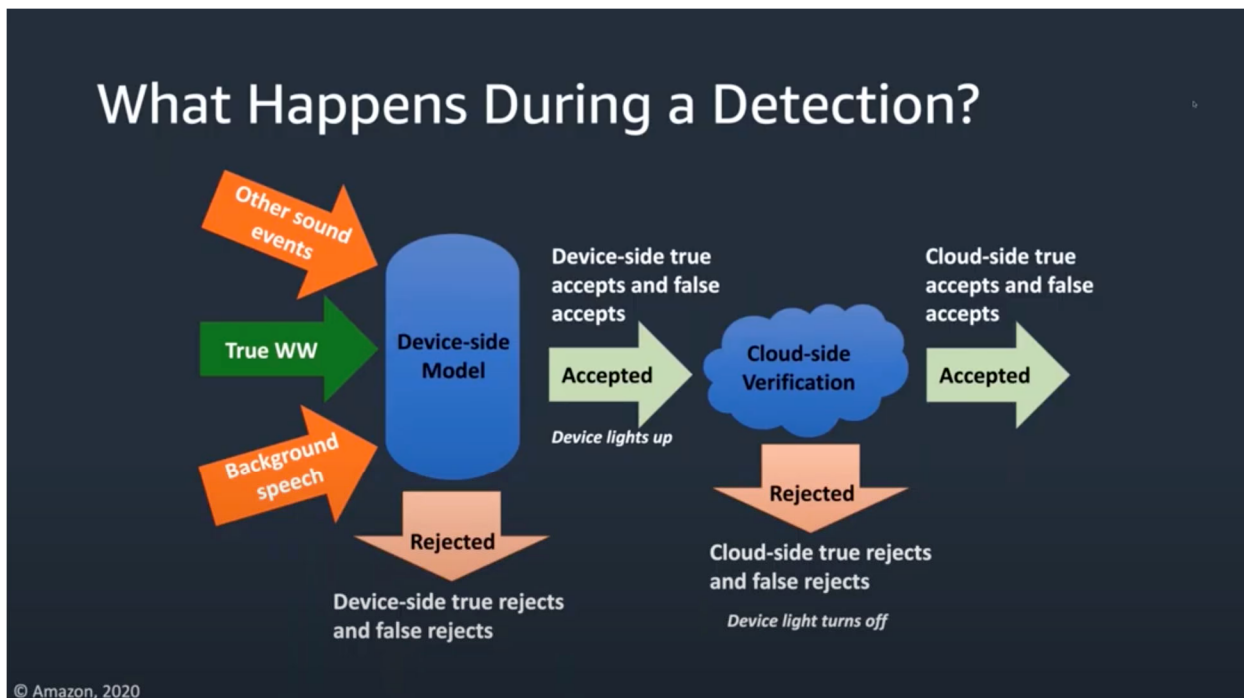 What Happens During a Detection?
Other sound
events
True WW
Background
speech
Device-side
Model
Rejected
Device-side true rejects
and false rejects
Device-side true
accepts and false
accepts
Accepted
Device lights up
Cloud-side
Verification
Rejected
Cloud-side true rejects
and false rejects
Device light turns off
Cloud-side true
accepts and false
accepts
Accepted
© Amazon, 2020